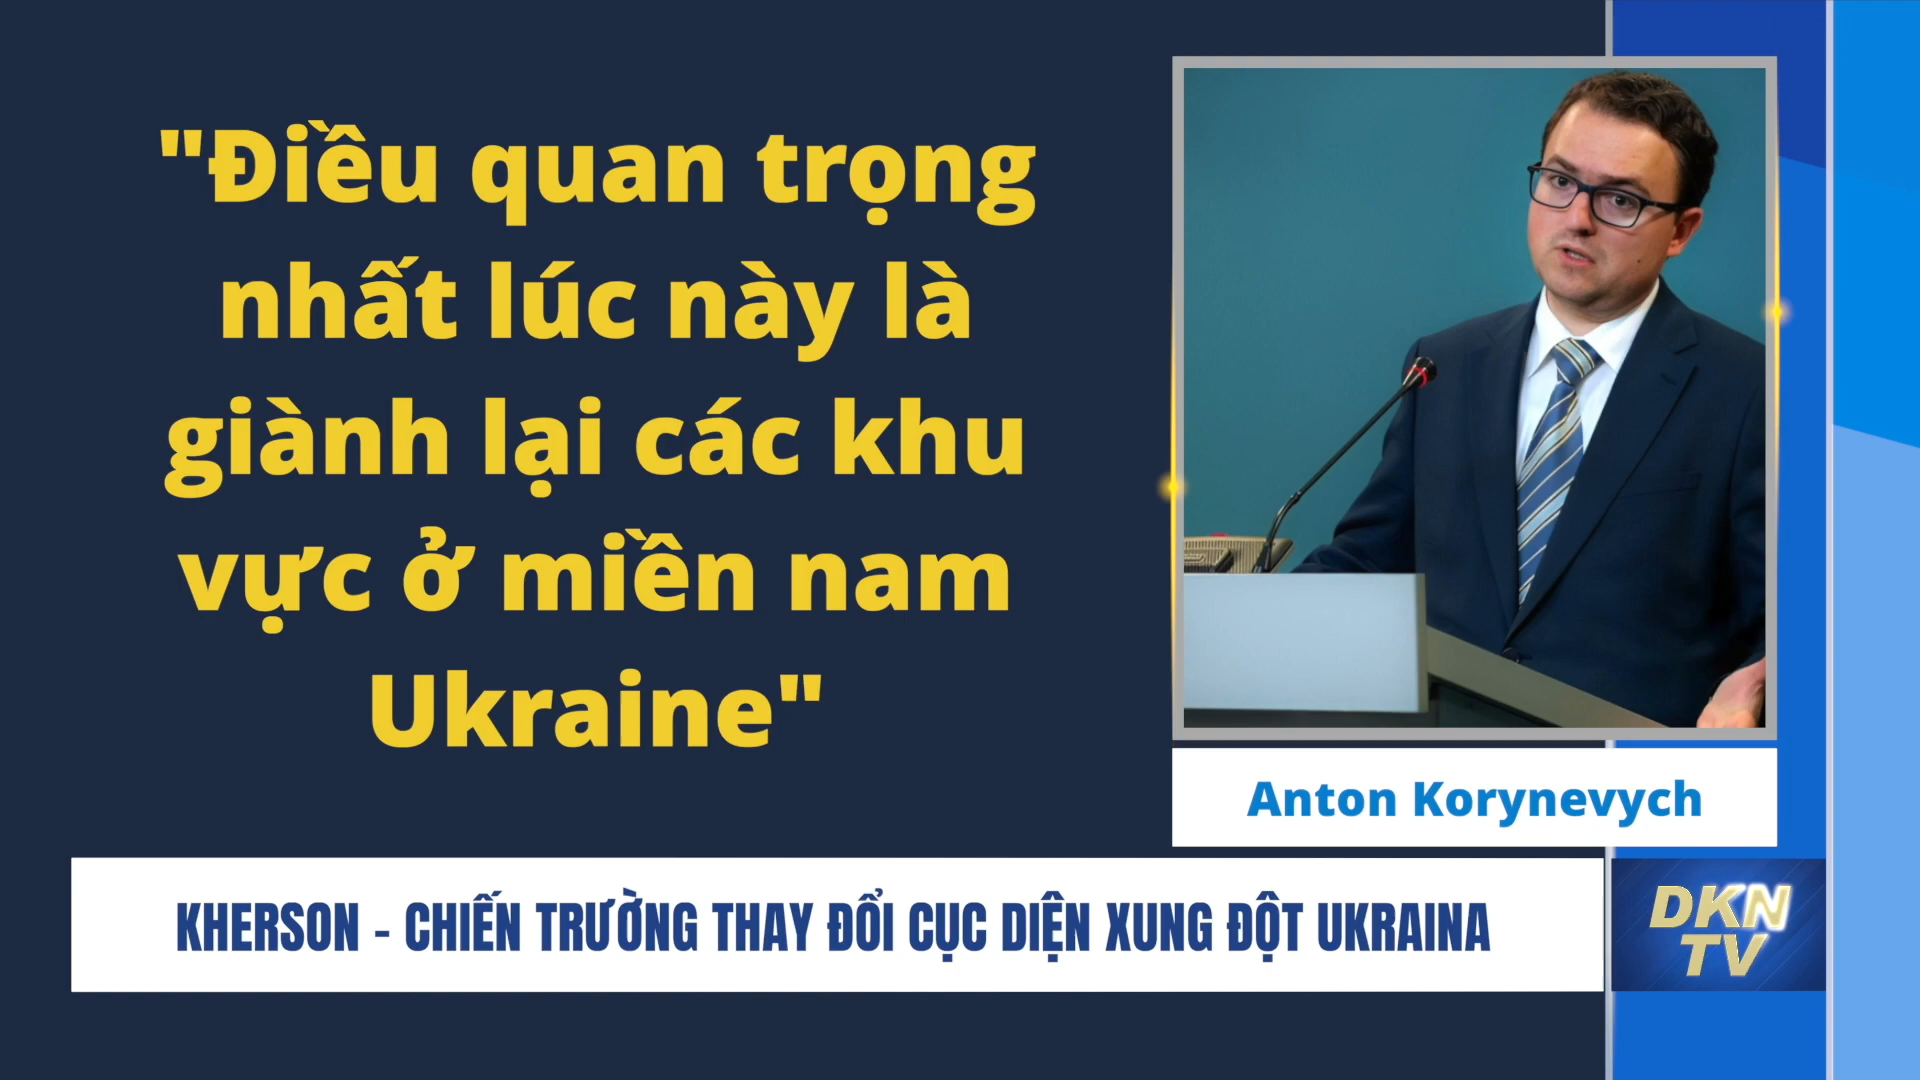 "Điều quan trọng
nhất lúc này là
giành lại các khu
vực ở miền nam
Ukraine"
Anton Korynevych
KHERSON - CHIẾN TRƯỜNG THAY ĐỔI CỤC DIỆN XUNG ĐỘT UKRAINA
DKN
TV